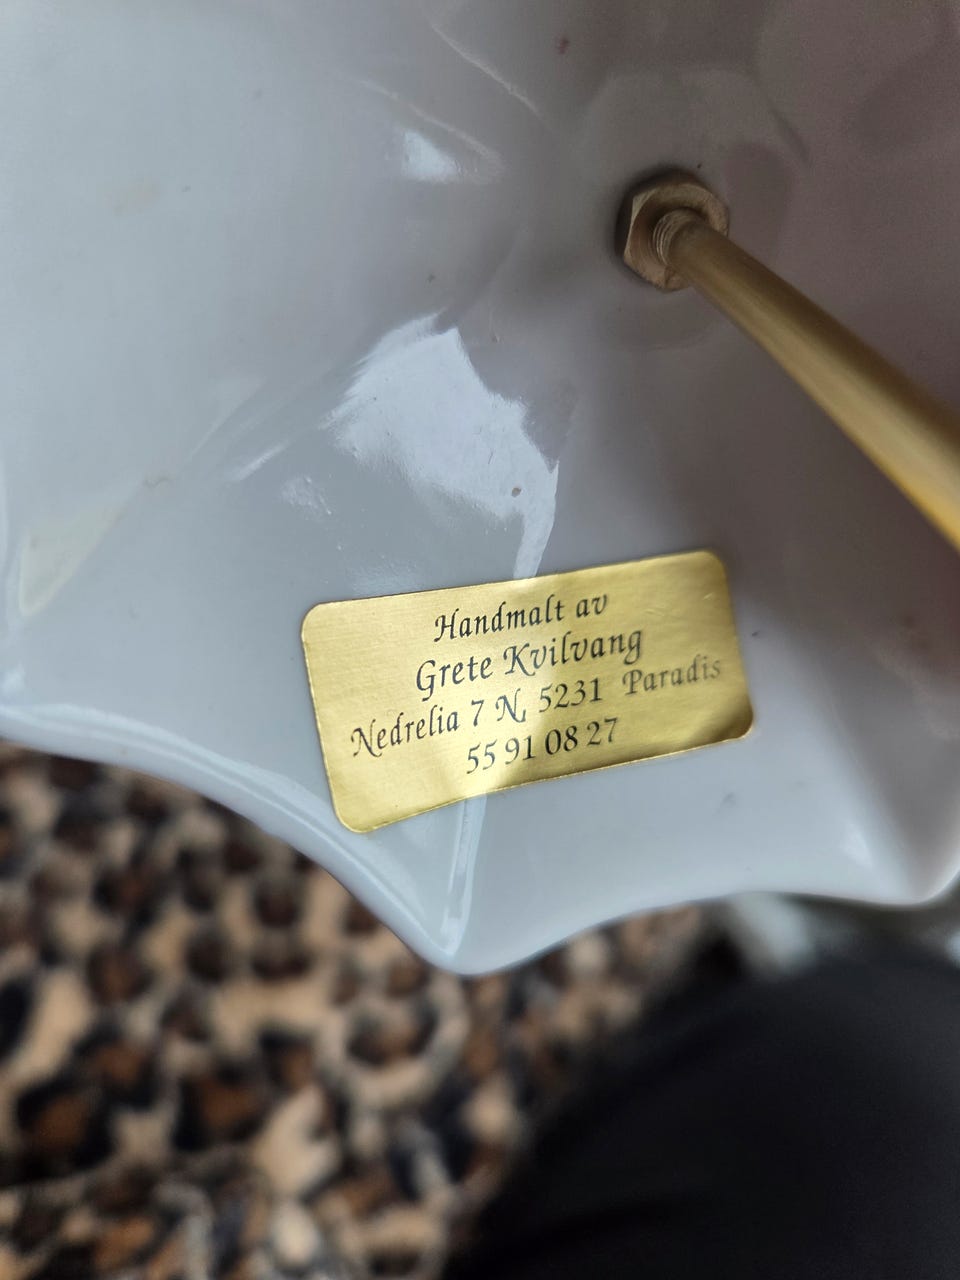 Handmalt av
Grete Kvilvang
Nedrelia 7 N, 5231 Paradis
55 91 08 27